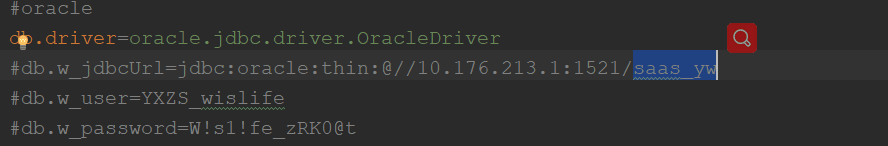 #oracle
db.driver=oracle.jdbc.driver.OracleDriver
#db.w_jdbcUrl=jdbc:oracle:thin:@//10.176.213.1:1521/saas_yw
#db.w_user=YXZS_wislife
#db.w_password=W!s1!fe_zRK0@t